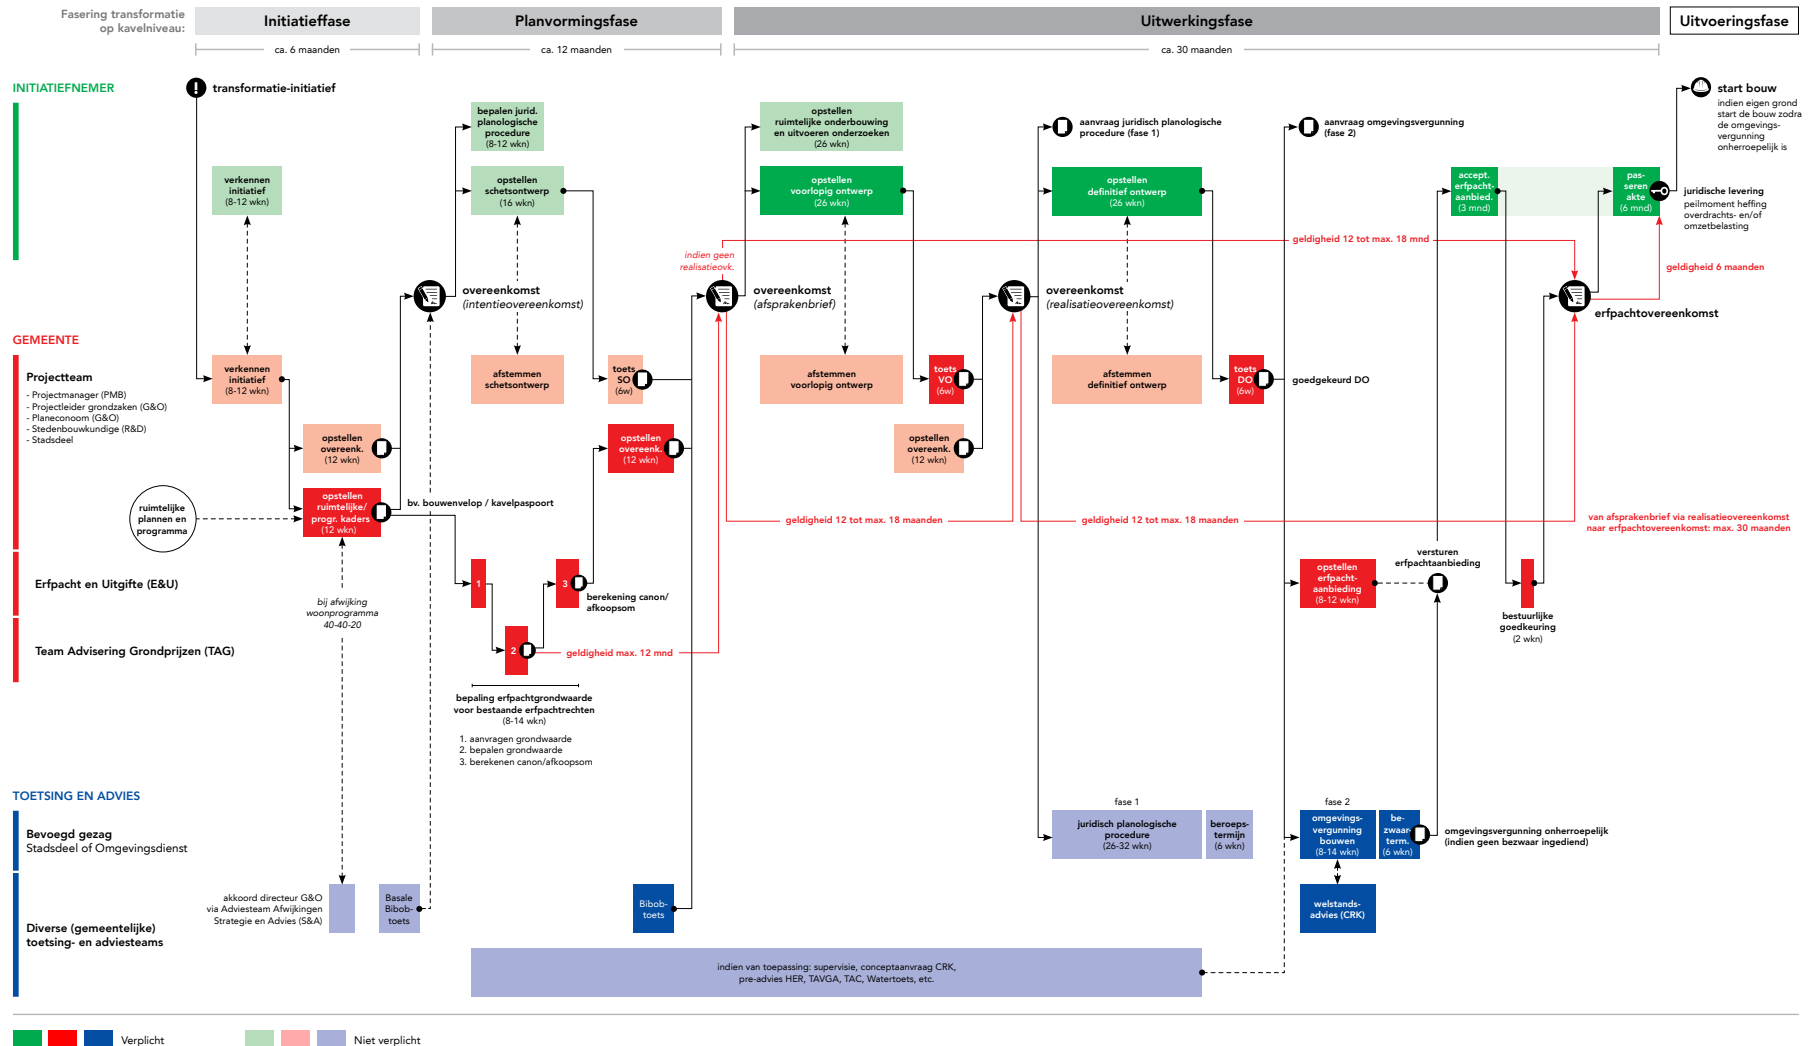 Fasering transformatie
op kavelniveau:
Initiatieffase
Planvormingsfase
Uitwerkingsfase
Uitvoeringsfase
ca. 6 maanden
ca. 12 maanden
ca. 30 maanden
INITIATIEFNEMER
transformatie-initiatief
verkennen
initiatief
(8-12 wkn)
bepalen jurid.
planologische
procedure
(8-12 wkn)
opstellen
schetsontwerp
(16 wkn)
opstellen
ruimtelijke onderbouwing
en uitvoeren onderzoeken
(26 wkn)
opstellen
voorlopig ontwerp
(26 wkn)
aanvraag juridisch planologische
procedure (fase 1)
opstellen
definitief ontwerp
(26 wkn)
aanvraag omgevingsvergunning
(fase 2)
accept.
erfpacht-
aanbied.
(3 mnd)
pas-
seren
akte
(6 mnd)
start bouw
indien eigen grond
start de bouw zodra
de omgevings-
vergunning
onherroepelijk is
juridische levering
peilmoment heffing
overdrachts- en/of
omzetbelasting
indien geen
realisatieovk.
geldigheid 12 tot max. 18 mnd
geldigheid 6 maanden
overeenkomst
(intentieovereenkomst)
overeenkomst
(afsprakenbrief)
overeenkomst
(realisatieovereenkomst)
erfpachtovereenkomst
GEMEENTE
Projectteam
- Projectmanager (PMB)
- Projectleider grondzaken (G&O)
- Planeconoom (G&O)
- Stedenbouwkundige (R&D)
- Stadsdeel
verkennen
initiatief
(8-12 wkn)
afstemmen
schetsontwerp
toets
SO
(6w)
afstemmen
voorlopig ontwerp
toets
VO
(6w)
afstemmen
definitief ontwerp
toets
DO
(6w)
goedgekeurd DO
opstellen
overeenk.
(12 wkn)
opstellen
overeenk.
(12 wkn)
opstellen
overeenk.
(12 wkn)
ruimtelijke
plannen en
programma
opstellen
ruimtelijke/
progr. kaders
(12 wkn)
bv. bouwenvelop / kavelpaspoort
geldigheid 12 tot max. 18 maanden
geldigheid 12 tot max. 18 maanden
van afsprakenbrief via realisatieovereenkomst
naar erfpachtovereenkomst: max. 30 maanden
Erfpacht en Uitgifte (E&U)
bij afwijking
woonprogramma
40-40-20
1
3
berekening canon/
afkoopsom
opstellen
erfpacht-
aanbieding
(8-12 wkn)
versturen
erfpachtaanbieding
bestuurlijke
goedkeuring
(2 wkn)
Team Advisering Grondprijzen (TAG)
2
geldigheid max. 12 mnd
bepaling erfpachtgrondwaarde
voor bestaande erfpachtrechten
(8-14 wkn)
1. aanvragen grondwaarde
2. bepalen grondwaarde
3. berekenen canon/afkoopsom
TOETSING EN ADVIES
Bevoegd gezag
Stadsdeel of Omgevingsdienst
fase 1
juridisch planologische
procedure
(26-32 wkn)
beroeps-
termijn
(6 wkn)
fase 2
omgevings-
vergunning
bouwen
(8-14 wkn)
be-
zwaar-
term.
(6 wkn)
omgevingsvergunning onherroepelijk
(indien geen bezwaar ingediend)
Diverse (gemeentelijke)
toetsing- en adviesteams
akkoord directeur G&O
via Adviesteam Afwijkingen
Strategie en Advies (S&A)
Basale
Bibob-
toets
Bibob-
toets
welstands-
advies (CRK)
indien van toepassing: supervisie, conceptaanvraag CRK,
pre-advies HER, TAVGA, TAC, Watertoets, etc.
Verplicht
Niet verplicht